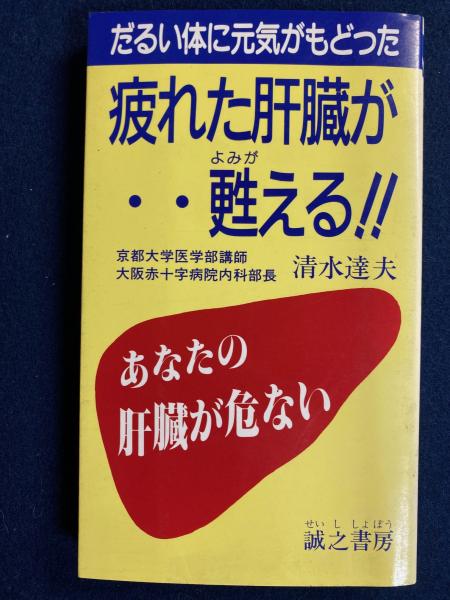 だるい体に元気がもどった
疲れた肝臓が
よみが
・・甦える!!
京都大学医学部講師
大阪赤十字病院内科部長 清水達夫
あなたの
肝臓が危ない
せい し しょぼう
誠之書房